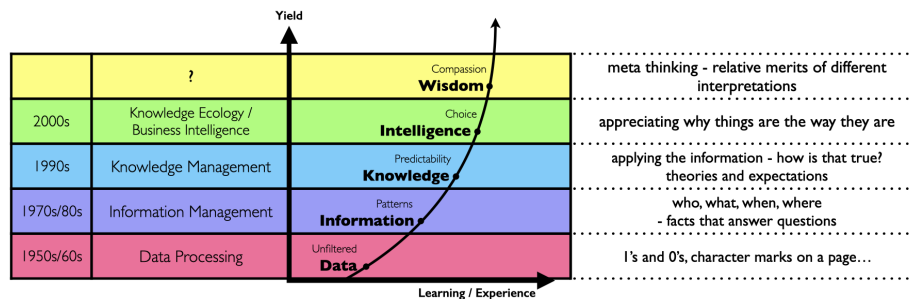 Yield
?
Compassion
Wisdom
meta thinking - relative merits of different
interpretations
2000s
Knowledge Ecology /
Business Intelligence
Choice
Intelligence
appreciating why things are the way they are
1990s
Knowledge Management
Predictability
Knowledge
applying the information - how is that true?
theories and expectations
1970s/80s
Information Management
Patterns
Information
who, what, when, where
- facts that answer questions
1950s/60s
Data Processing
Unfiltered
Data
1's and 0's, character marks on a page...
Learning / Experience